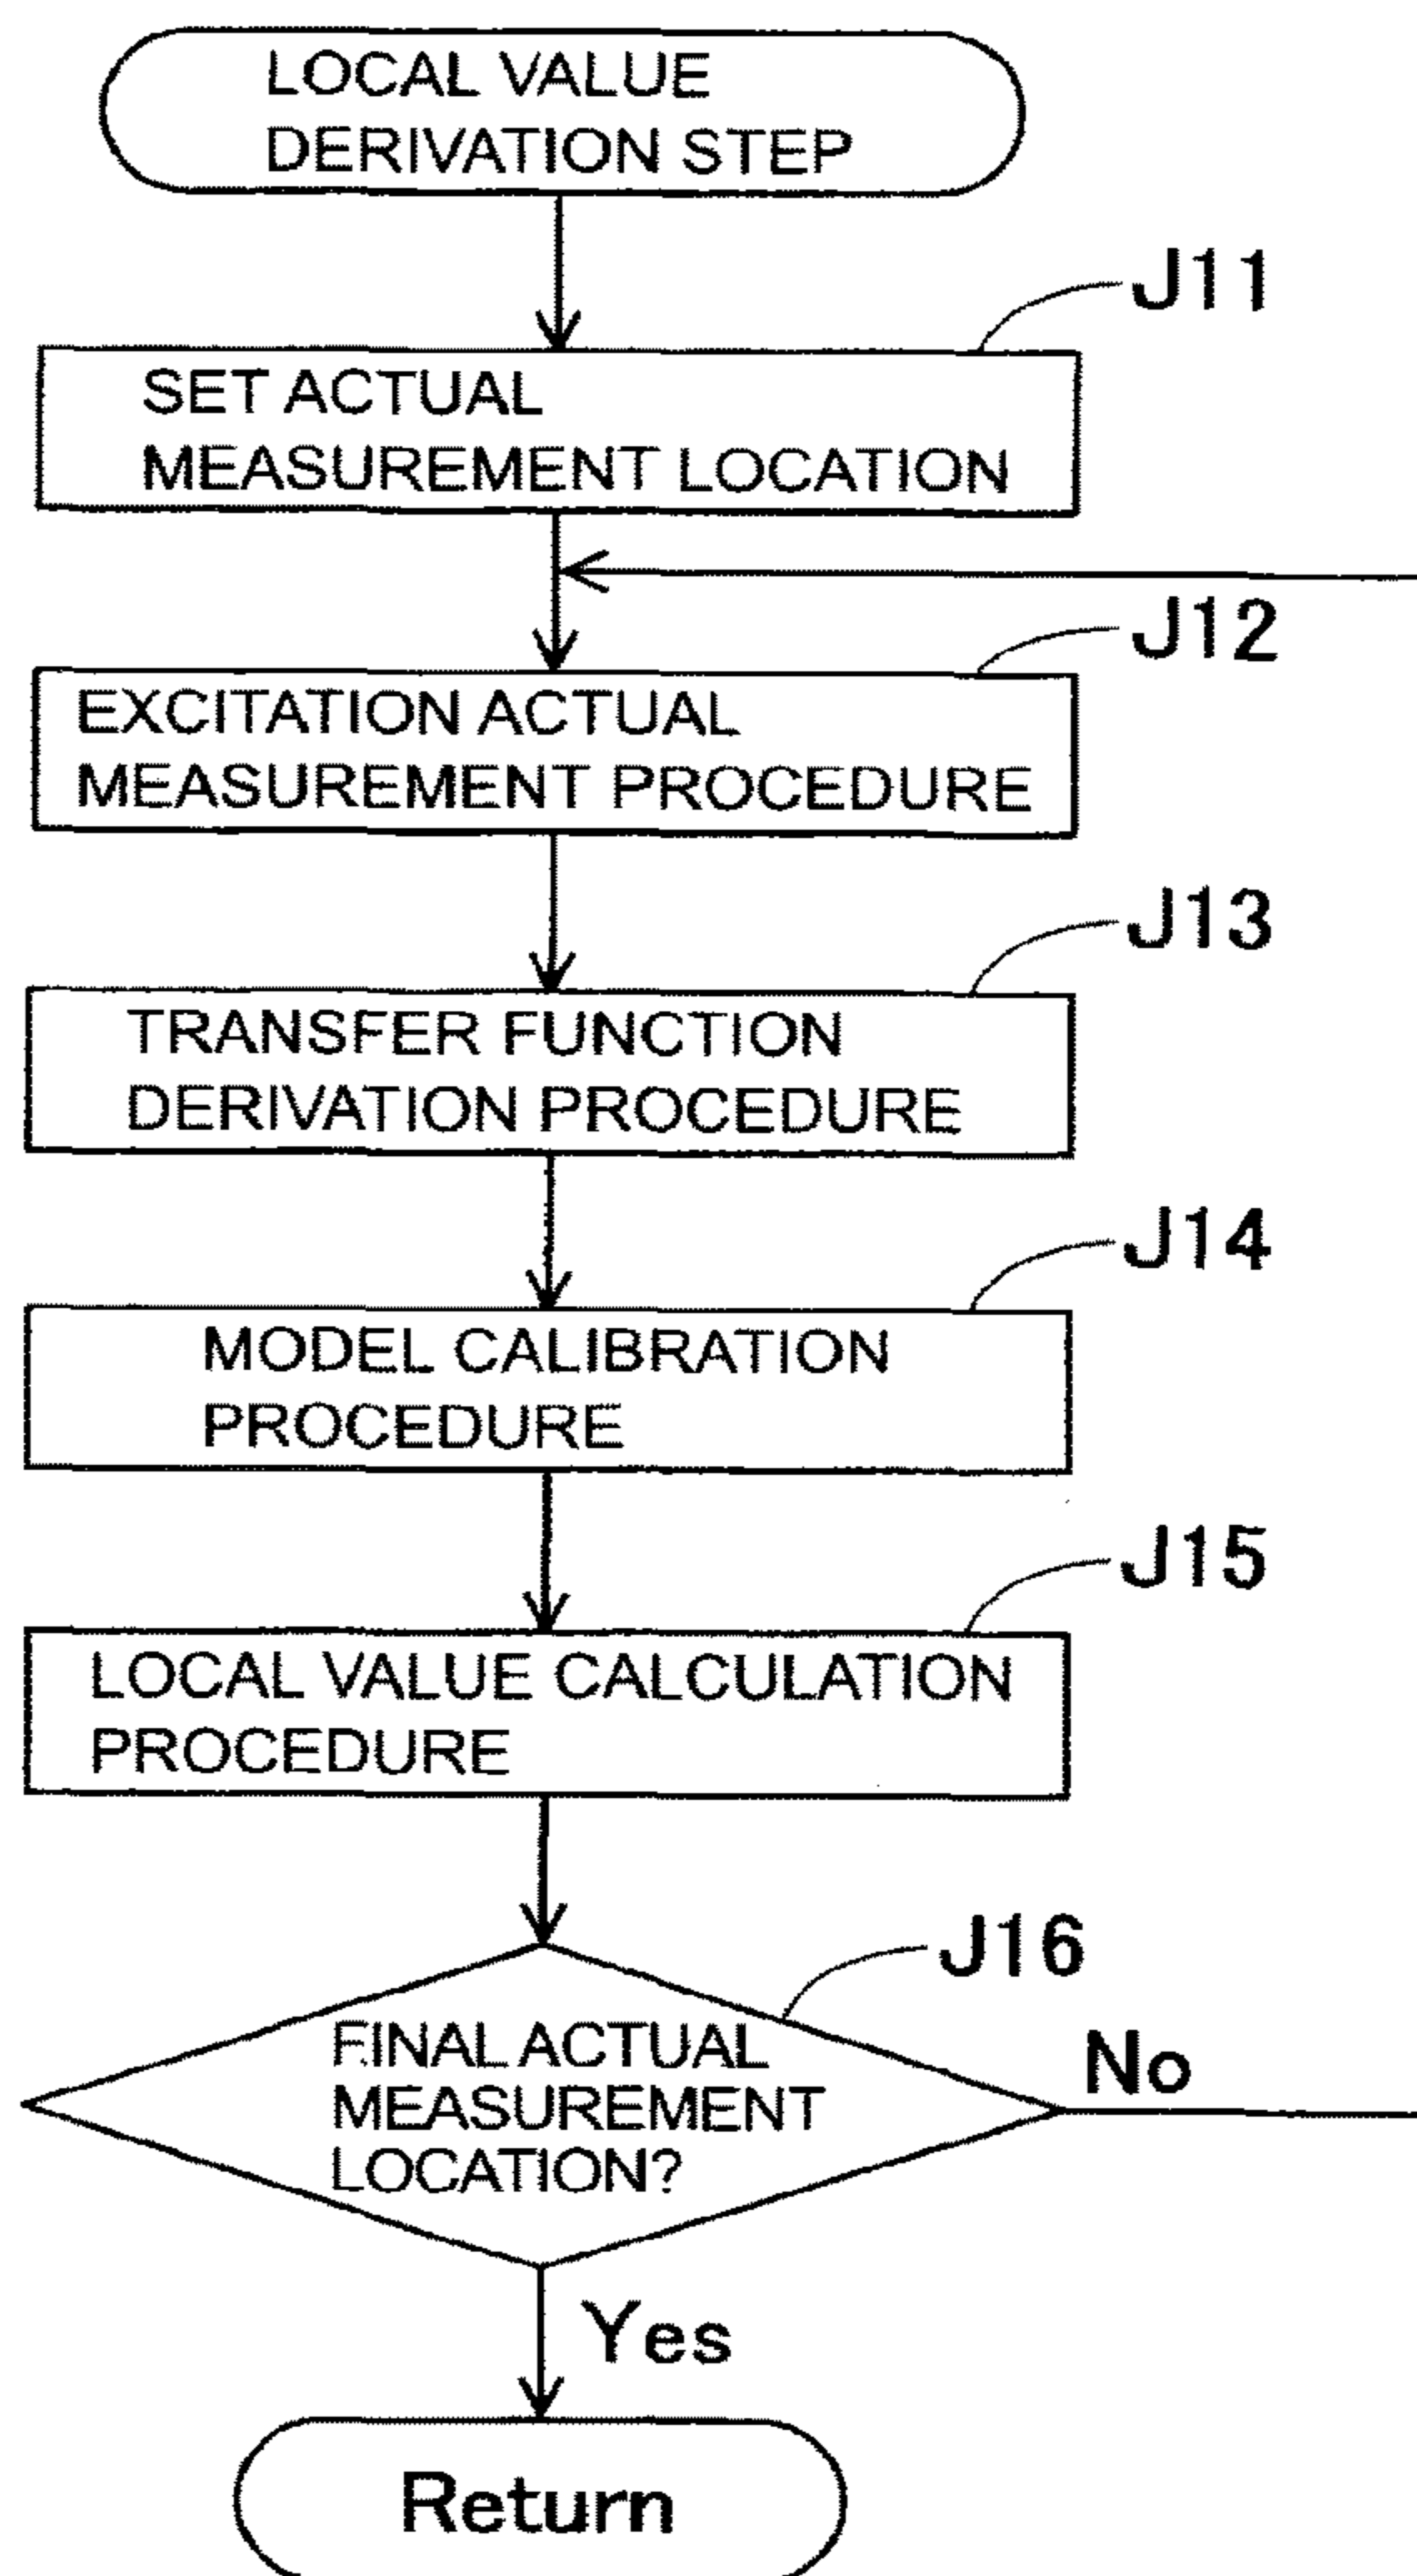 LOCAL VALUE
DERIVATION STEP
J11
SET ACTUAL
MEASUREMENT LOCATION
J12
EXCITATION ACTUAL
MEASUREMENT PROCEDURE
J13
TRANSFER FUNCTION
DERIVATION PROCEDURE
J14
MODEL CALIBRATION
PROCEDURE
J15
LOCAL VALUE CALCULATION
PROCEDURE
J16
FINAL ACTUAL
MEASUREMENT
LOCATION?
No
Yes
Return